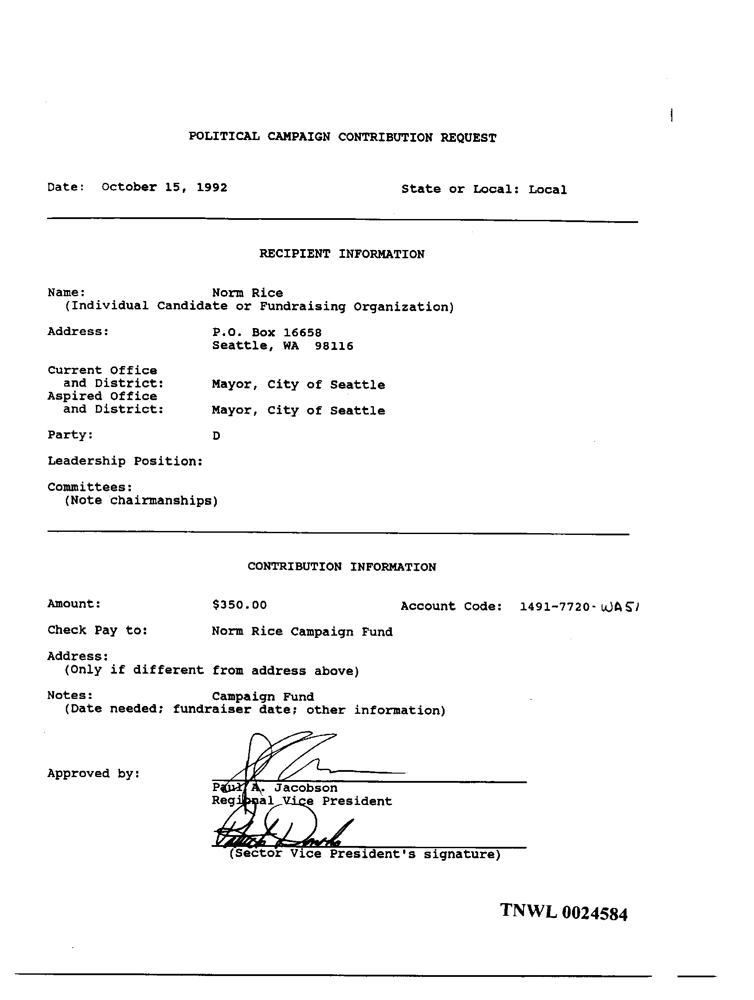 POLITICAL CAMPAIGN CONTRIBUTION REQUEST
Date: October 15, 1992 State or Local: Local
RECIPIENT INFORMATION
Name: Norm Rice
(Individual Candidate or Fundraising Organization)
Address: P.O. Box 16658
Seattle, WA 98116
Current Office
and District: Mayor, City of Seattle
Aspired Office
and District: Mayor, City of Seattle
Party: D
Leadership Position:
Committees:
(Note chairmanships)
CONTRIBUTION INFORMATION
Amount: $350.00 Account Code: 1491-7720-WAS1
Check Pay to: Norm Rice Campaign Fund
Address:
(Only if different from address above)
Notes: Campaign Fund
(Date needed; fundraiser date; other information)
Approved by:
Paul A. Jacobson
Regional Vice President
(Sector Vice President's signature)
TNWL 0024584